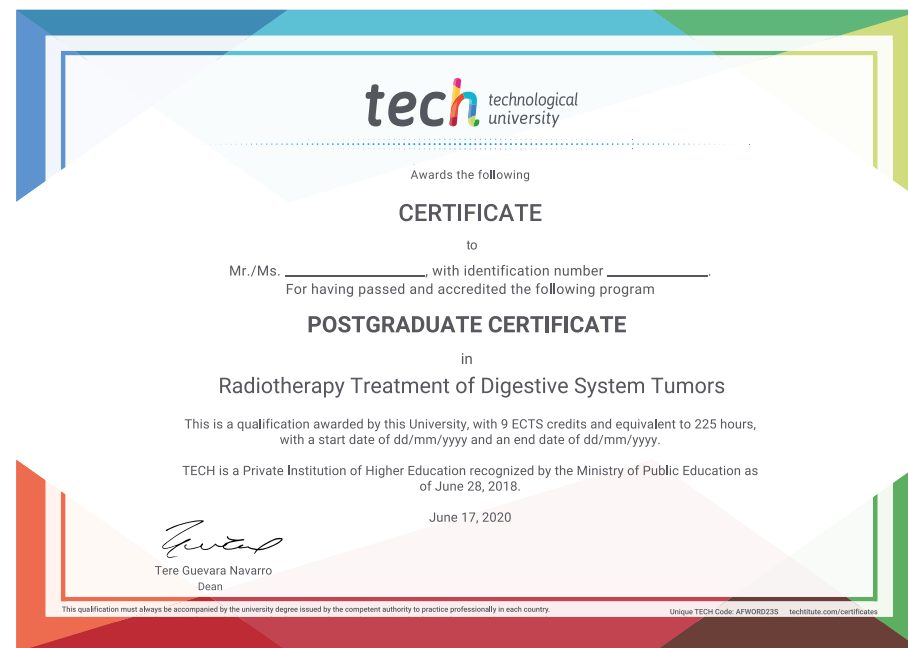 tech technological
university
Awards the following
CERTIFICATE
to
Mr./Ms. ____________, with identification number ____________.
For having passed and accredited the following program
POSTGRADUATE CERTIFICATE
in
Radiotherapy Treatment of Digestive System Tumors
This is a qualification awarded by this University, with 9 ECTS credits and equivalent to 225 hours,
with a start date of dd/mm/yyyy and an end date of dd/mm/yyyy.
TECH is a Private Institution of Higher Education recognized by the Ministry of Public Education as
of June 28, 2018.
June 17, 2020
Tere Guevara Navarro
Dean
This qualification must always be accompanied by the university degree issued by the competent authority to practice professionally in each country.
Unique TECH Code: AFWORD23S techtitute.com/certificates